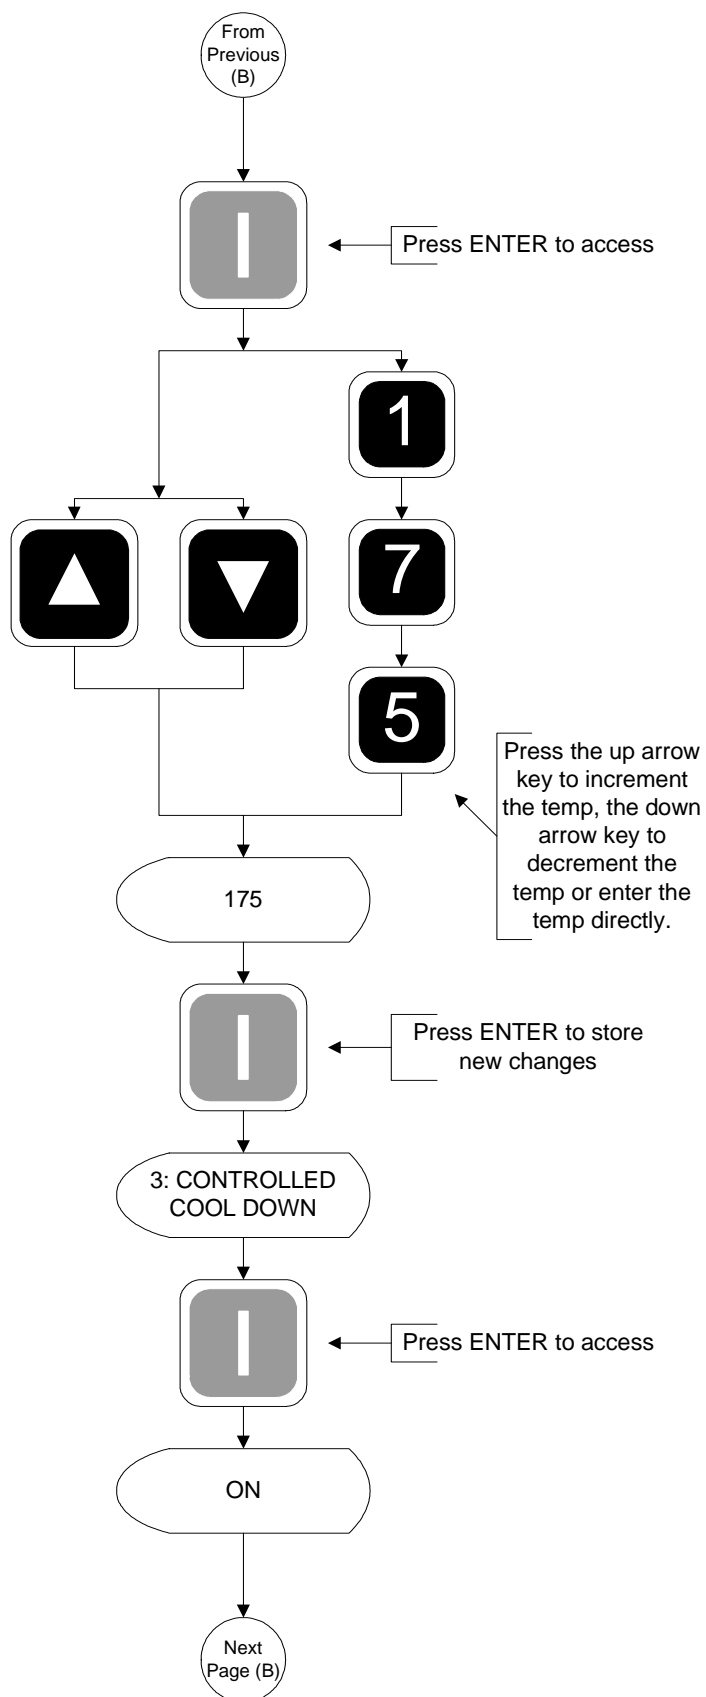 From
Previous
(B)
Press ENTER to access
1
7
5
Press the up arrow
key to increment
the temp, the down
arrow key to
decrement the
temp or enter the
temp directly.
175
Press ENTER to store
new changes
3: CONTROLLED
COOL DOWN
Press ENTER to access
ON
Next
Page (B)